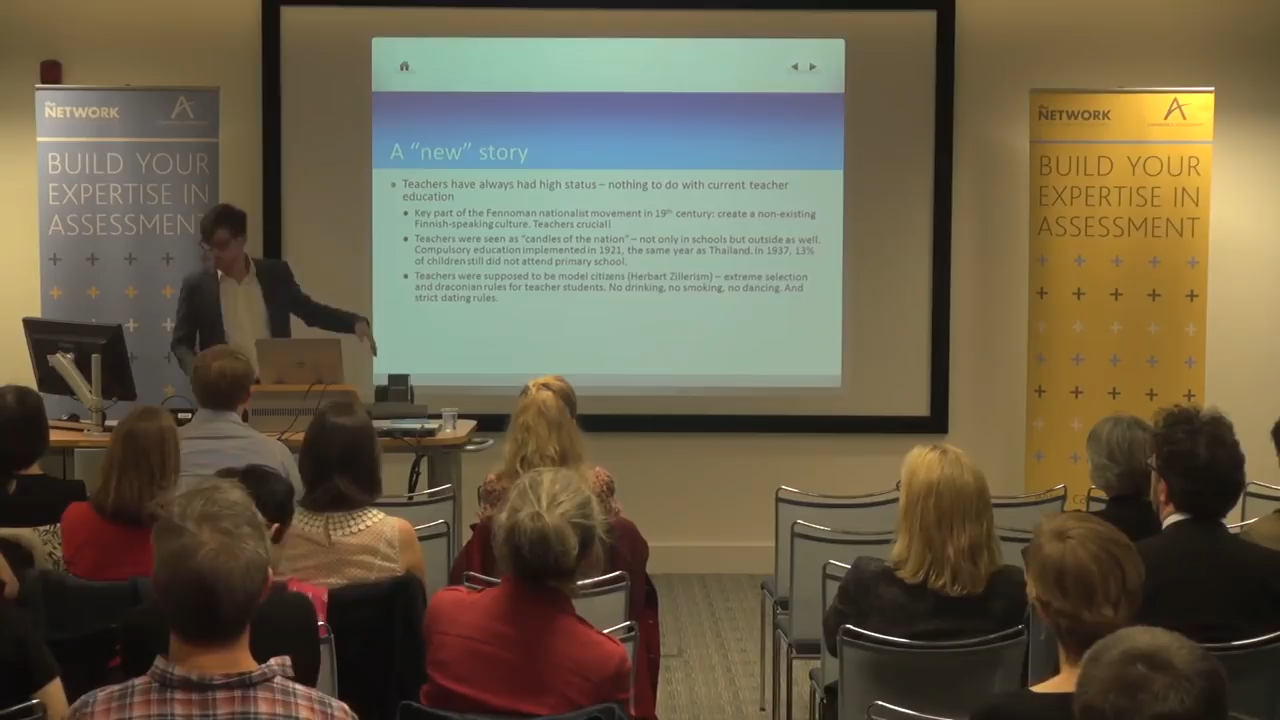 the
NETWORK
BUILD YOUR
EXPERTISE IN
ASSESSMENT
A “new” story
Teachers have always had high status – nothing to do with current teacher
education
Key part of the Fennoman nationalist movement in 19th century: create a non-existing
Finnish-speaking culture. Teachers crucial!
Teachers were seen as “candles of the nation” – not only in schools but outside as well.
Compulsory education implemented in 1921, the same year as Thailand. In 1937, 13%
of children still did not attend primary school.
Teachers were supposed to be model citizens (Herbart Zillerism) – extreme selection
and draconian rules for teacher students. No drinking, no smoking, no dancing. And
strict dating rules.
the
NETWORK
BUILD YOUR
EXPERTISE IN
ASSESSMENT